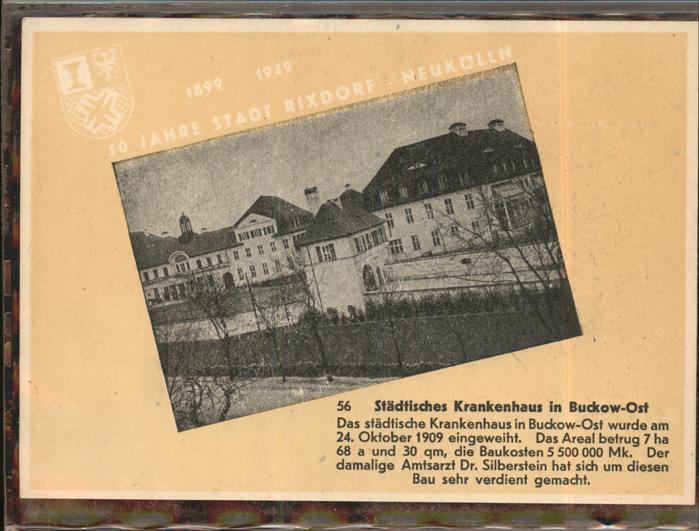 1899 1949
50 JAHRE STADT RIXDORF - NEUKÖLLN
56 Städtisches Krankenhaus in Buckow-Ost
Das städtische Krankenhaus in Buckow-Ost wurde am
24. Oktober 1909 eingeweiht. Das Areal betrug 7 ha
68 a und 30 qm, die Baukosten 5 500 000 Mk. Der
damalige Amtsarzt Dr. Silberstein hat sich um diesen
Bau sehr verdient gemacht.